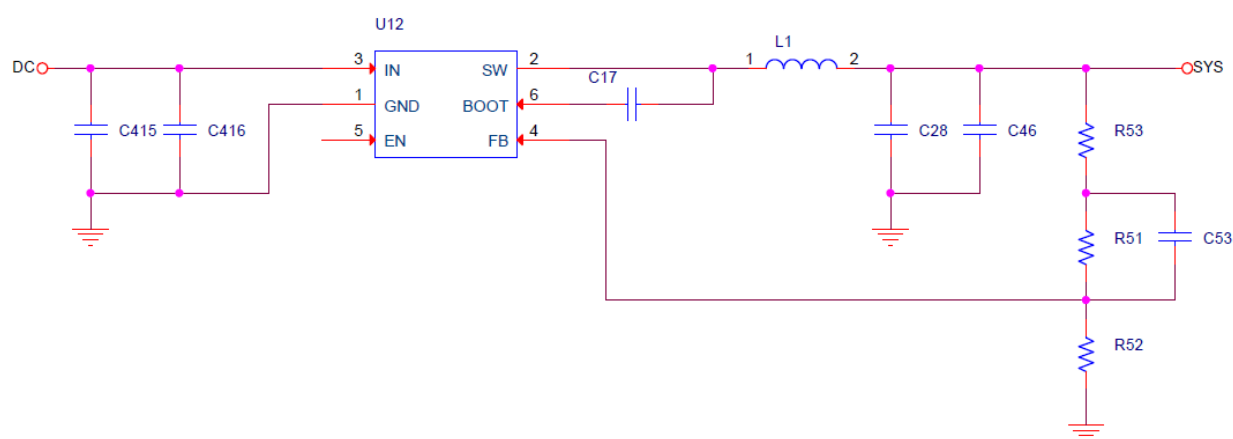 U12
L1
DC
3
IN
SW
2
1
2
SYS
C17
1
GND
BOOT
6
C415
C416
5
EN
FB
4
C28
C46
R53
R51
C53
R52